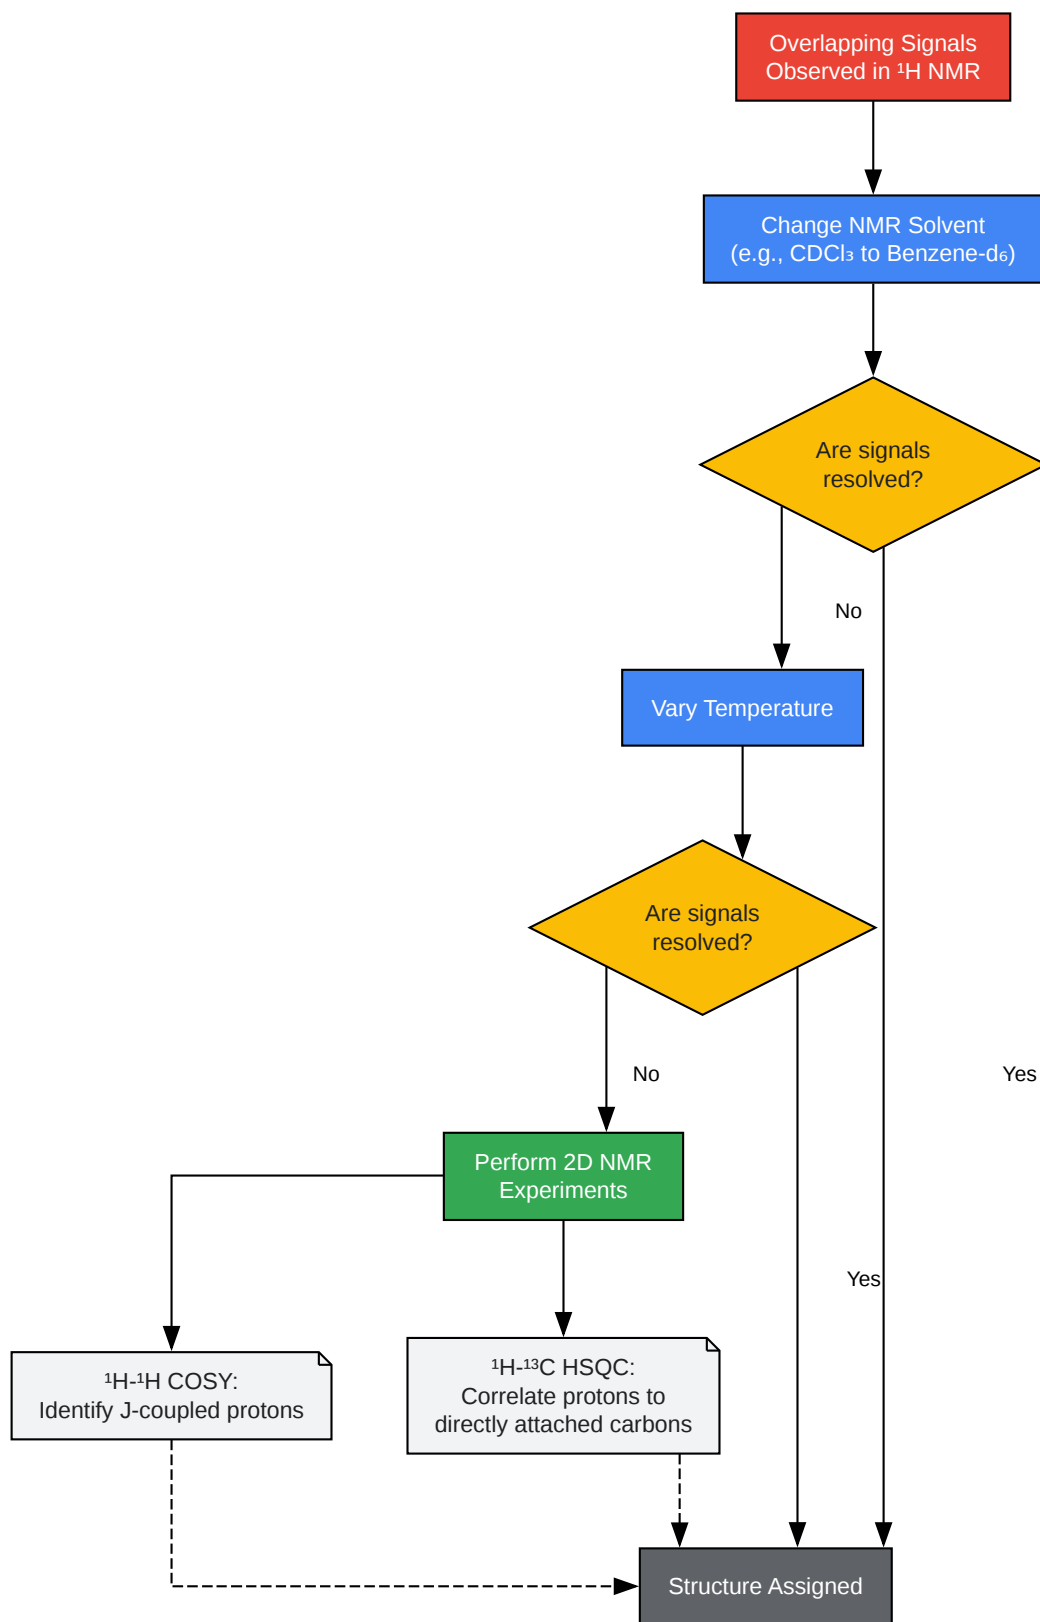 Overlapping Signals
Observed in ¹H NMR
Change NMR Solvent
(e.g., CDCl₃ to Benzene-d₆)
Are signals
resolved?
No
Vary Temperature
Are signals
resolved?
No
Yes
Perform 2D NMR
Experiments
Yes
¹H-¹H COSY:
Identify J-coupled protons
¹H-¹³C HSQC:
Correlate protons to
directly attached carbons
Structure Assigned